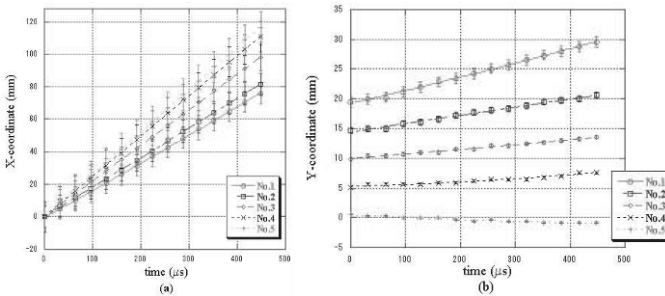 120
100
80
60
40
20
0
-20
X-coordinate (mm)
0 100 200 300 400 500
time (μs)
(a)
No.1
No.2
No.3
No.4
No.5
35
30
25
20
15
10
5
0
-5
Y-coordinate (mm)
0 100 200 300 400 500
time (μs)
(b)
No.1
No.2
No.3
No.4
No.5